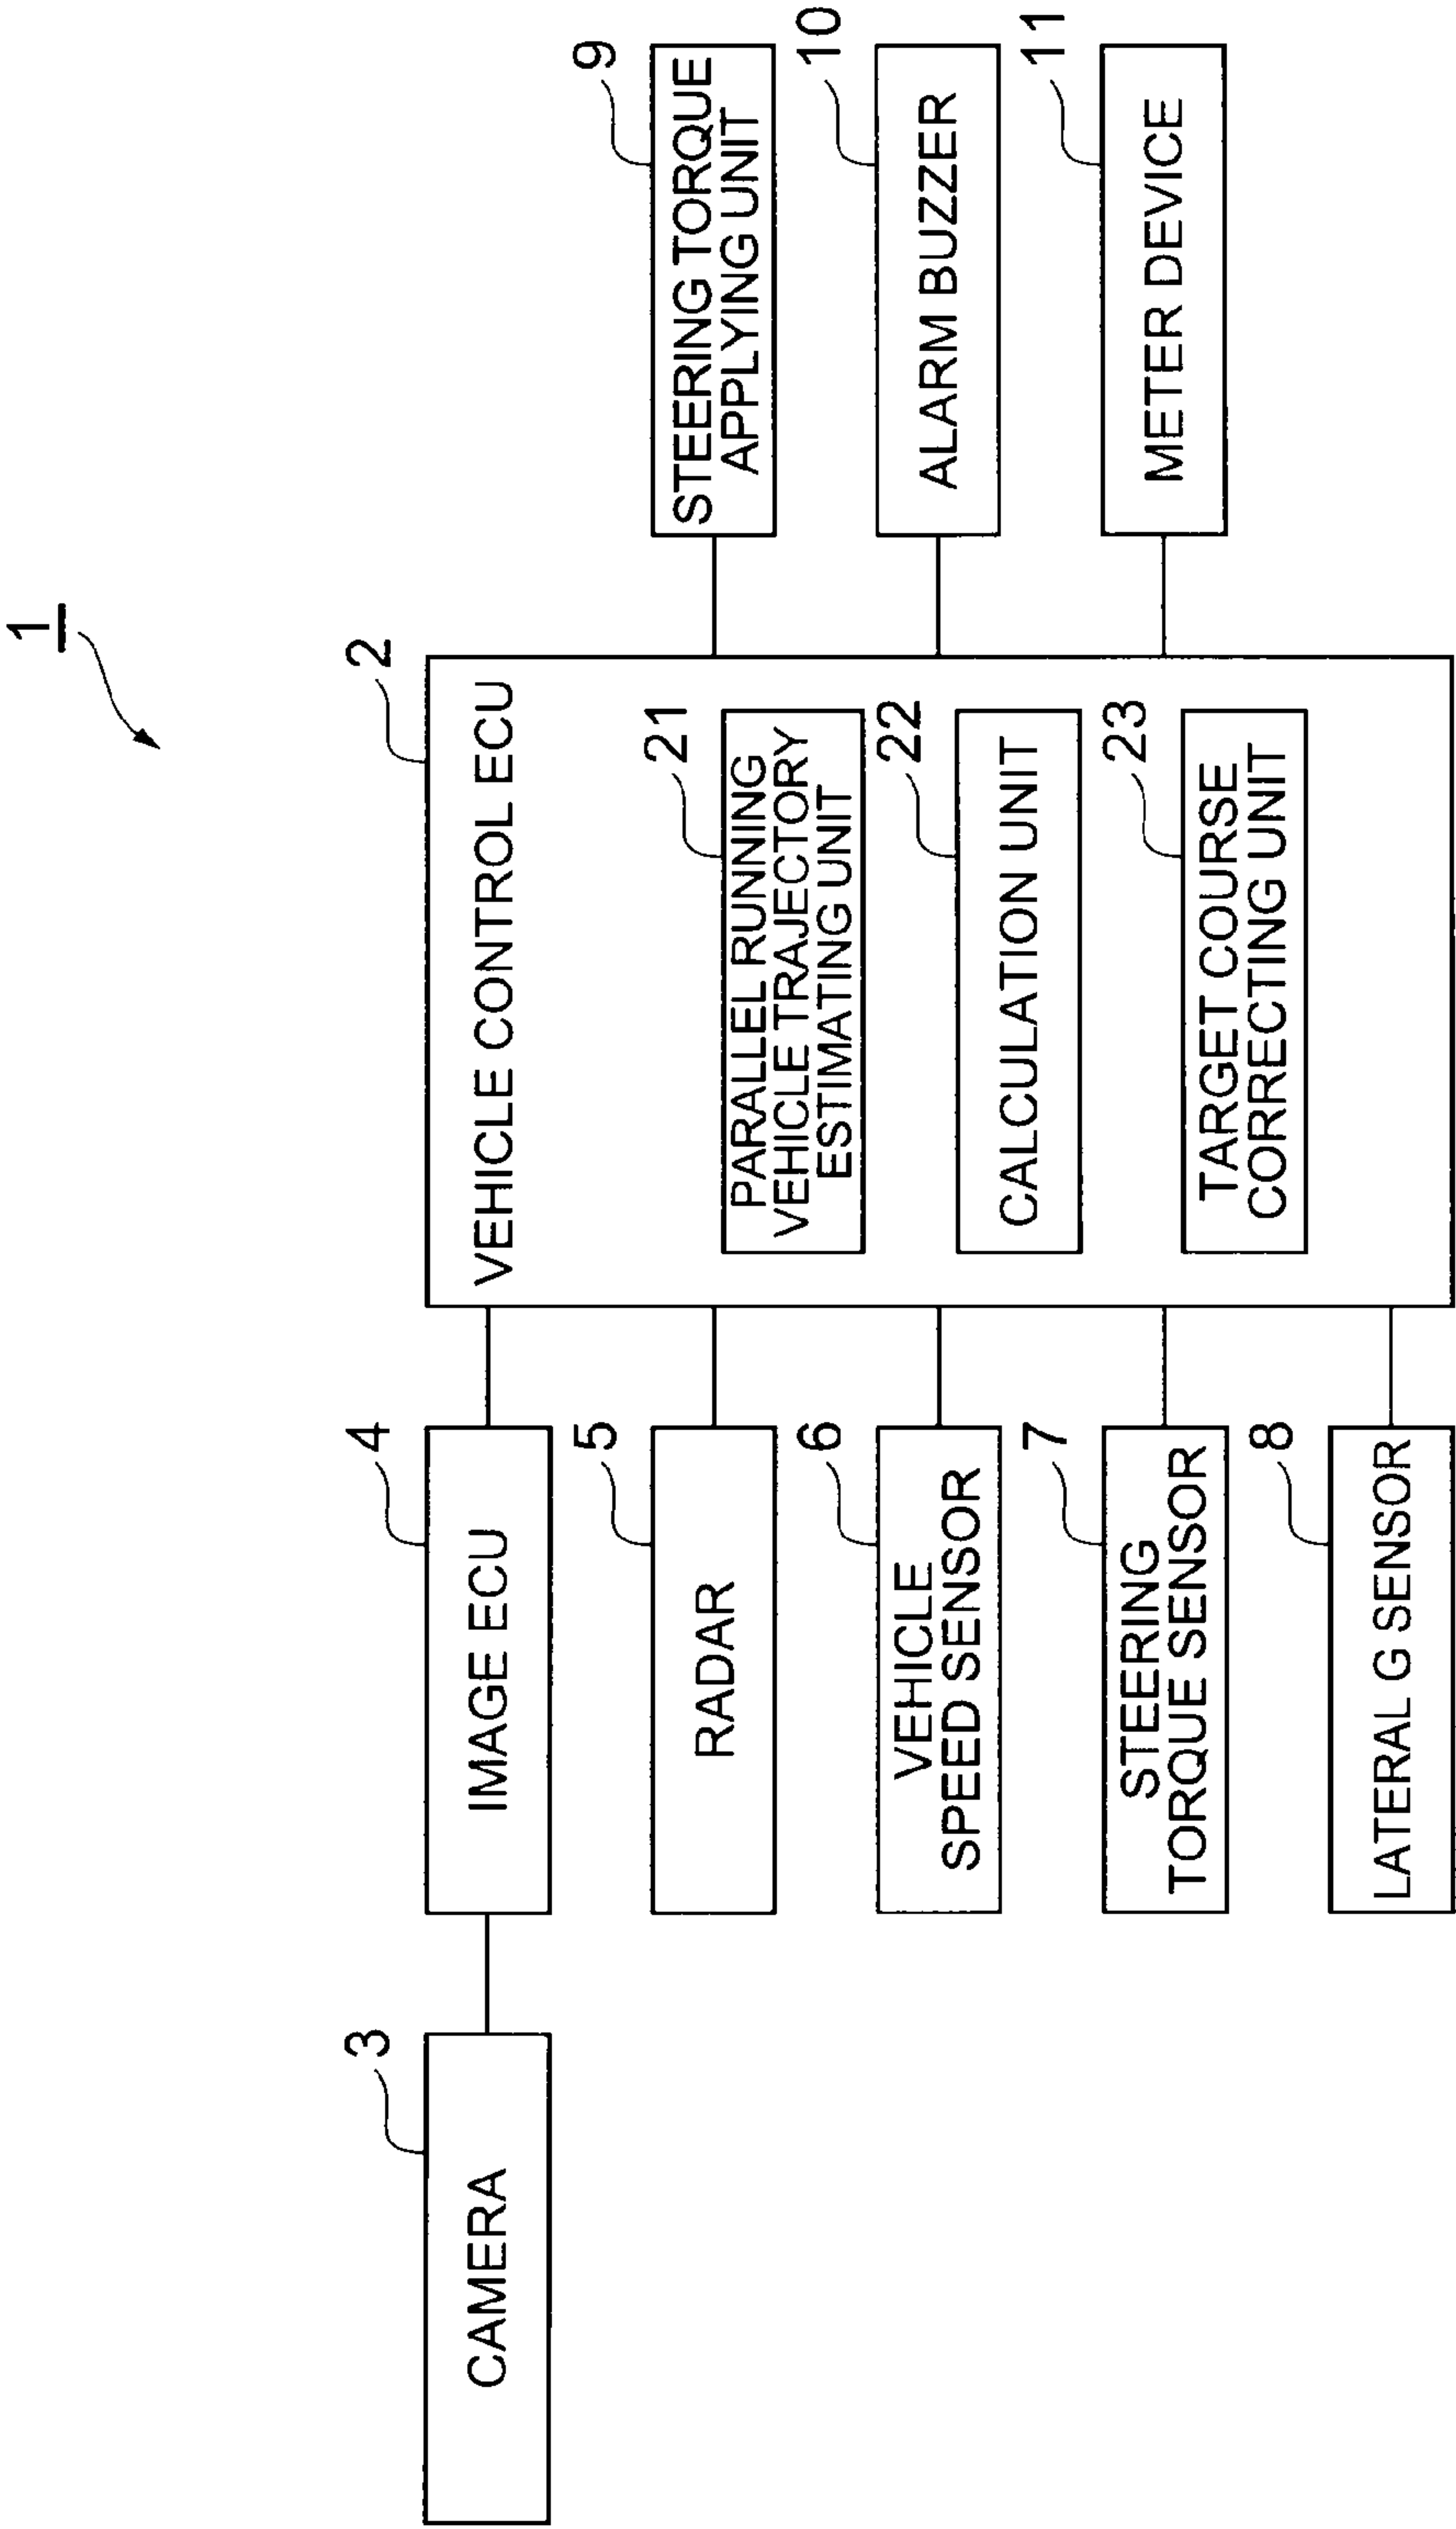 1
3
CAMERA
4
IMAGE ECU
5
RADAR
6
VEHICLE
SPEED SENSOR
7
STEERING
TORQUE SENSOR
8
LATERAL G SENSOR
2
VEHICLE CONTROL ECU
21
PARALLEL RUNNING
VEHICLE TRAJECTORY
ESTIMATING UNIT
22
CALCULATION UNIT
23
TARGET COURSE
CORRECTING UNIT
9
STEERING TORQUE
APPLYING UNIT
10
ALARM BUZZER
11
METER DEVICE